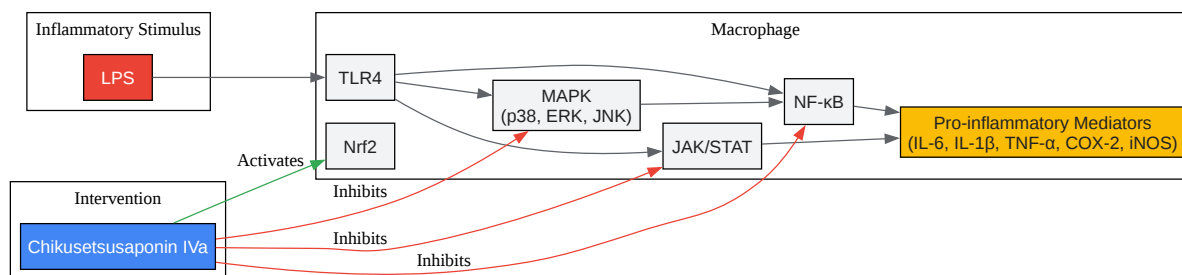 Inflammatory Stimulus
LPS
Macrophage
TLR4
MAPK
(p38, ERK, JNK)
NF-κB
Pro-inflammatory Mediators
(IL-6, IL-1β, TNF-α, COX-2, iNOS)
Nrf2
JAK/STAT
Activates
Inhibits
Intervention
Chikusetsusaponin IVa
Inhibits
Inhibits